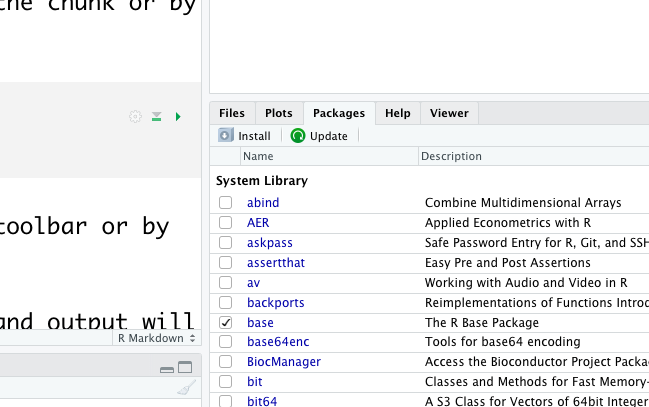 the chunk or by
toolbar or by
and output will
R Markdown
Files Plots Packages Help Viewer
Install Update
Name Description
System Library
abind Combine Multidimensional Arrays
AER Applied Econometrics with R
askpass Safe Password Entry for R, Git, and SSH
assertthat Easy Pre and Post Assertions
av Working with Audio and Video in R
backports Reimplementations of Functions Introd
base The R Base Package
base64enc Tools for base64 encoding
BiocManager Access the Bioconductor Project Packa
bit Classes and Methods for Fast Memory-
bit64 A S3 Class for Vectors of 64bit Integer